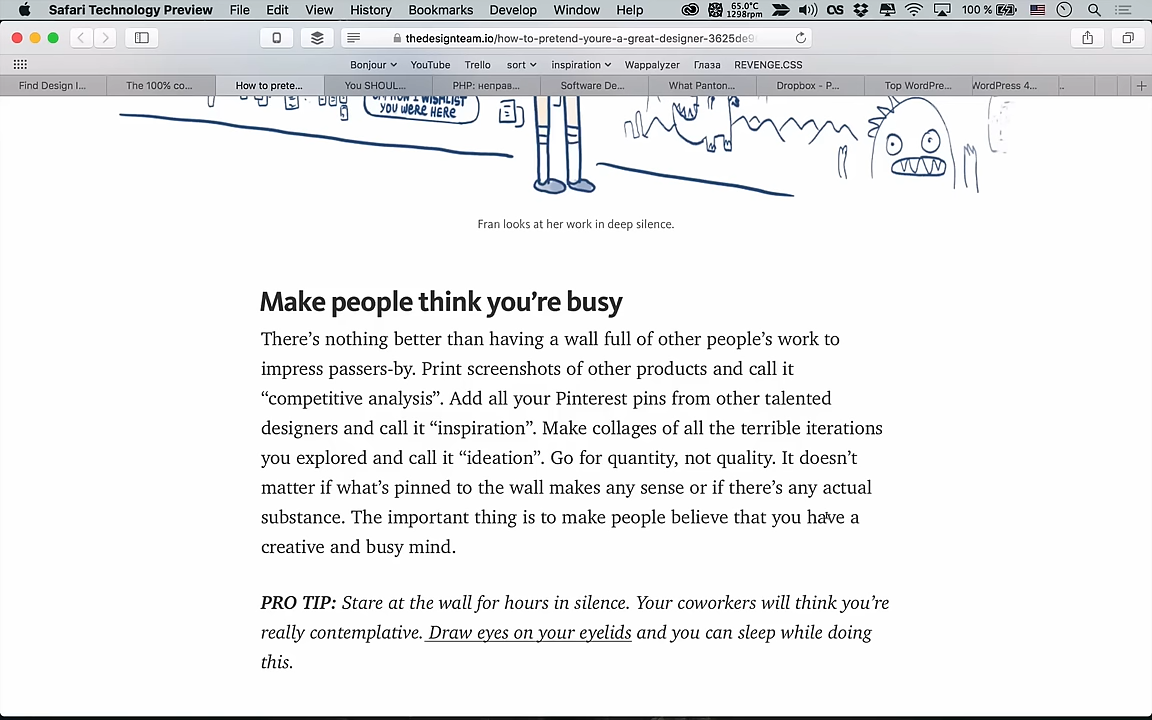 Safari Technology Preview File Edit View History Bookmarks Develop Window Help 65.0°C 1298rpm 100 %
thedesignteam.io/how-to-pretend-youre-a-great-designer-3625de9
Bonjour YouTube Trello sort inspiration Wappalyzer Глаза REVENGE.CSS
Find Design I... The 100% co... How to prete... You SHOUL... PHP: неправ... Software De... What Panton... Dropbox - P... Top WordPre... WordPress 4...
YOU WERE HERE
Fran looks at her work in deep silence.
Make people think you’re busy
There’s nothing better than having a wall full of other people’s work to
impress passers-by. Print screenshots of other products and call it
“competitive analysis”. Add all your Pinterest pins from other talented
designers and call it “inspiration”. Make collages of all the terrible iterations
you explored and call it “ideation”. Go for quantity, not quality. It doesn’t
matter if what’s pinned to the wall makes any sense or if there’s any actual
substance. The important thing is to make people believe that you have a
creative and busy mind.
PRO TIP: Stare at the wall for hours in silence. Your coworkers will think you’re
really contemplative. Draw eyes on your eyelids and you can sleep while doing
this.